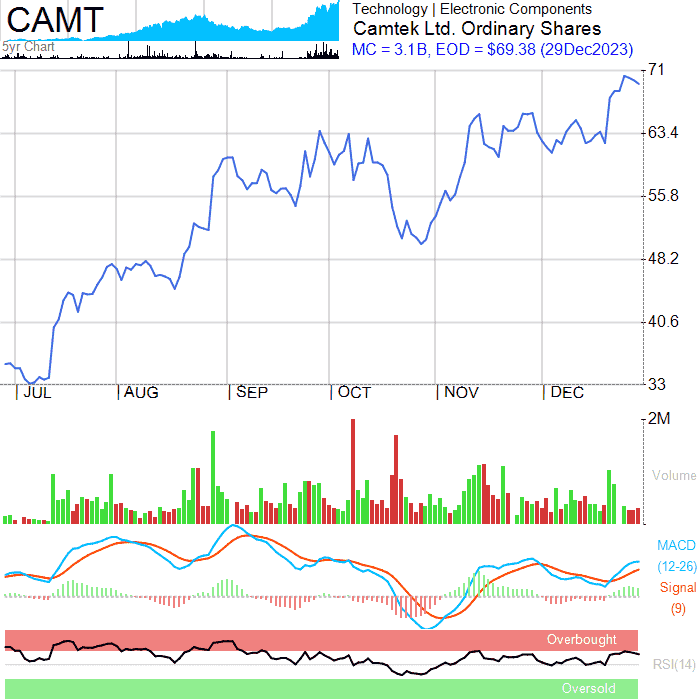 CAMT
5yr Chart
Technology | Electronic Components
Camtek Ltd. Ordinary Shares
MC = 3.1B, EOD = $69.38 (29Dec2023)
71
63.4
55.8
48.2
40.6
33
JUL AUG SEP OCT NOV DEC
2M
Volume
MACD
(12-26)
Signal
(9)
Overbought
RSI(14)
Oversold